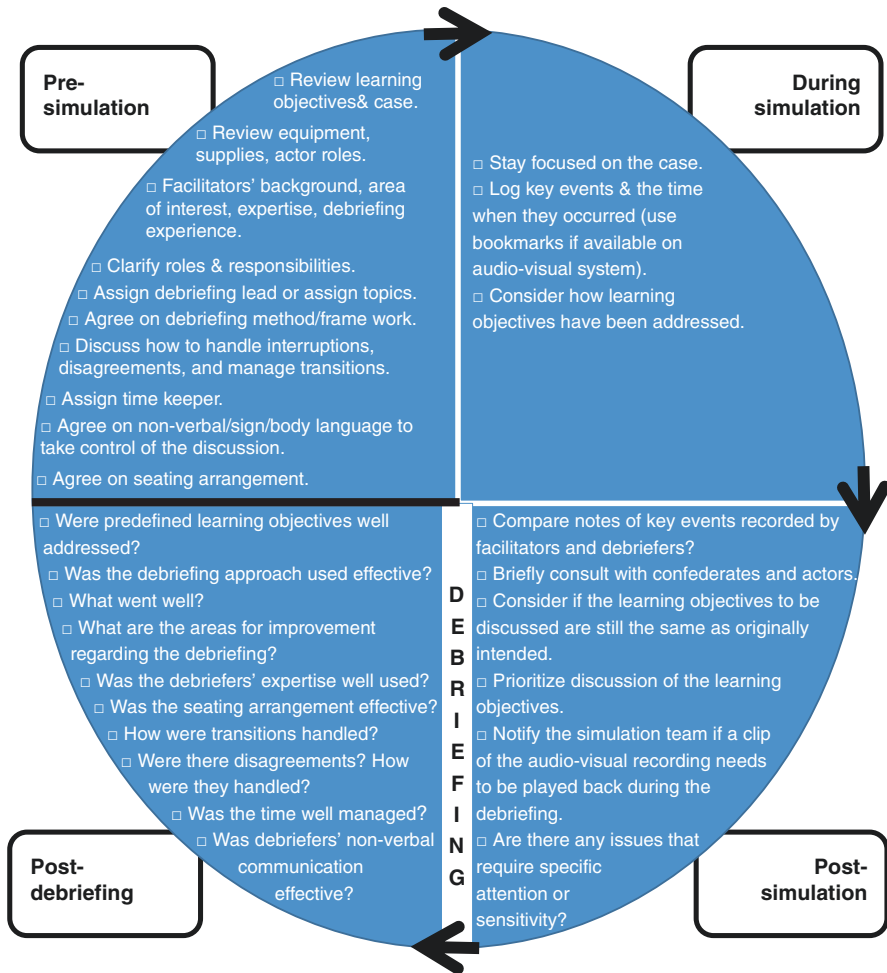 Pre-
simulation
□ Review learning
objectives& case.
□ Review equipment,
supplies, actor roles.
□ Facilitators' background, area
of interest, expertise, debriefing
experience.
□ Clarify roles & responsibilities.
□ Assign debriefing lead or assign topics.
□ Agree on debriefing method/frame work.
□ Discuss how to handle interruptions,
disagreements, and manage transitions.
□ Assign time keeper.
□ Agree on non-verbal/sign/body language to
take control of the discussion.
□ Agree on seating arrangement.
During
simulation
□ Stay focused on the case.
□ Log key events & the time
when they occurred (use
bookmarks if available on
audio-visual system).
□ Consider how learning
objectives have been addressed.
□ Compare notes of key events recorded by
facilitators and debriefers?
□ Briefly consult with confederates and actors.
□ Consider if the learning objectives to be
discussed are still the same as originally
intended.
□ Prioritize discussion of the learning
objectives.
□ Notify the simulation team if a clip
of the audio-visual recording needs
to be played back during the
debriefing.
□ Are there any issues that
require specific
attention or
sensitivity?
Post-
simulation
DEBRIEFING
□ Were predefined learning objectives well
addressed?
□ Was the debriefing approach used effective?
□ What went well?
□ What are the areas for improvement
regarding the debriefing?
□ Was the debriefers' expertise well used?
□ Was the seating arrangement effective?
□ How were transitions handled?
□ Were there disagreements? How
were they handled?
□ Was the time well managed?
□ Was debriefers' non-verbal
communication
effective?
Post-
debriefing